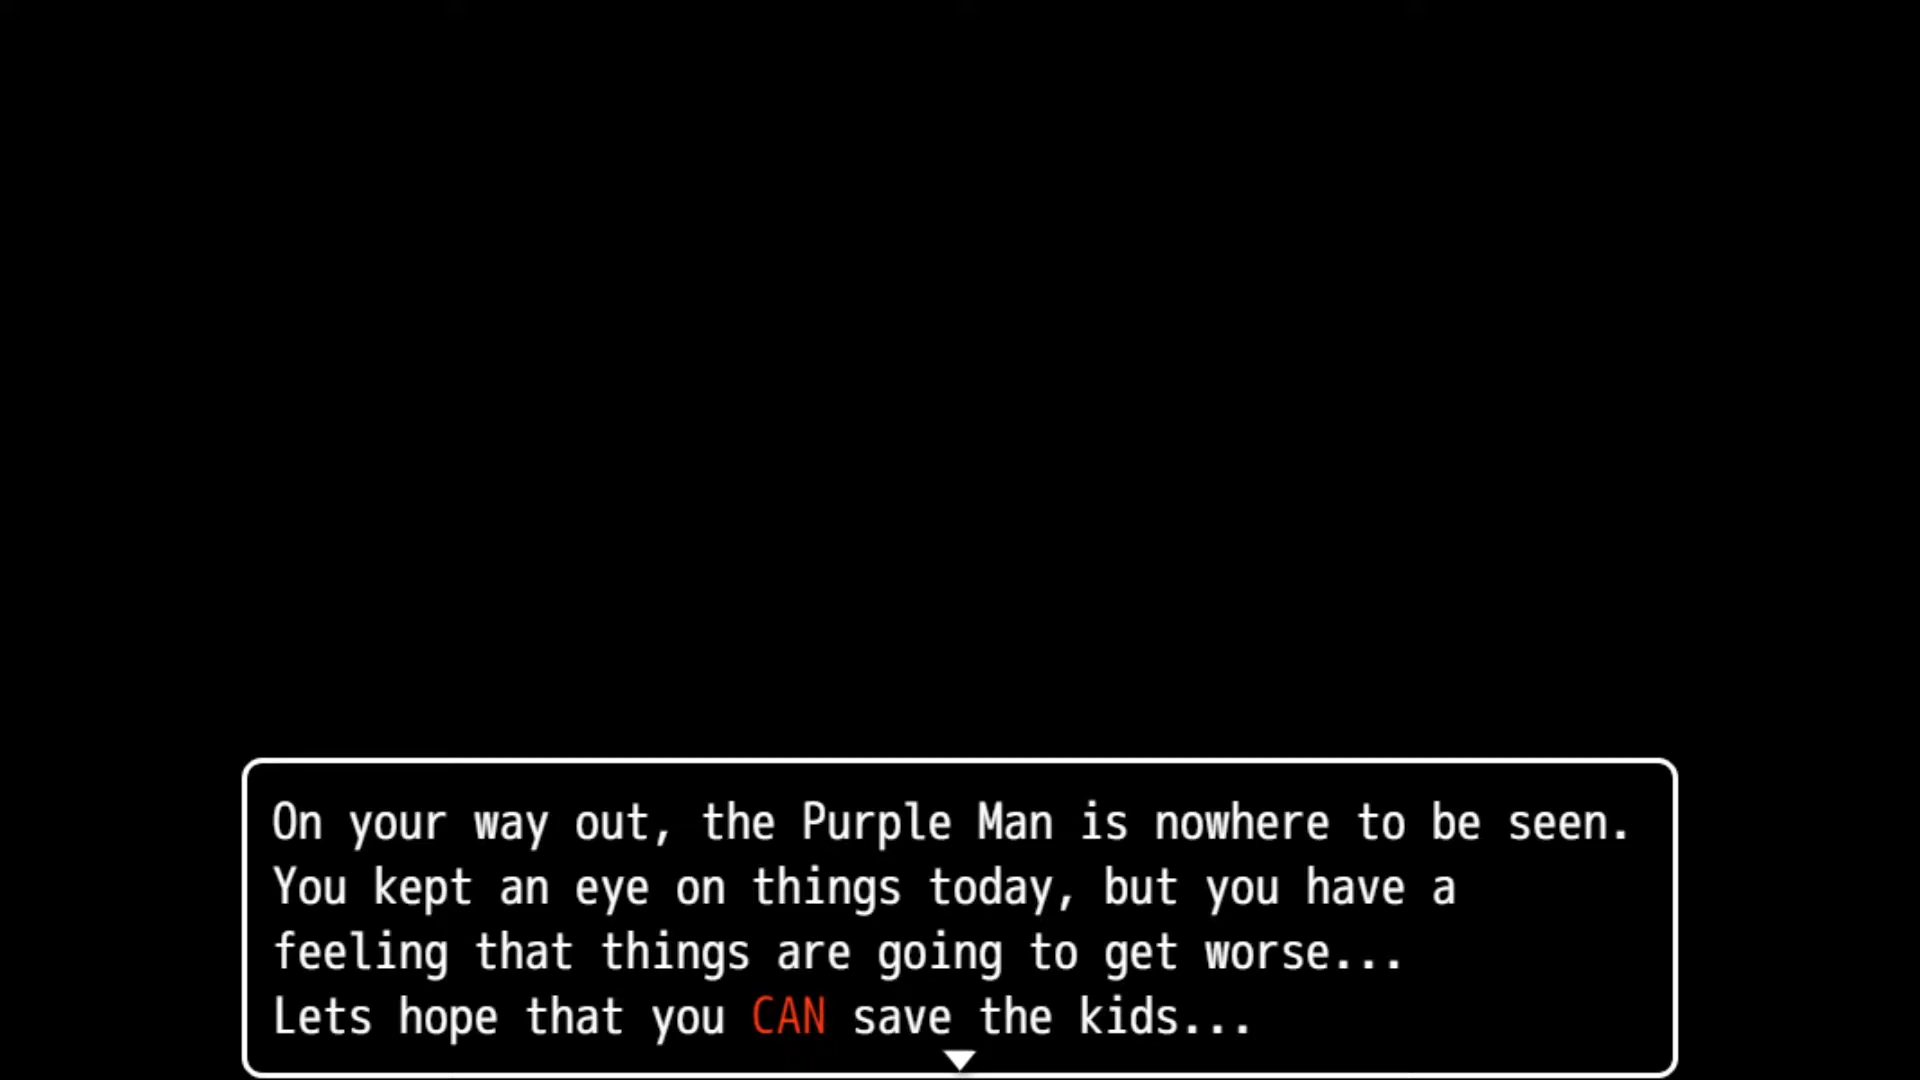 On your way out, the Purple Man is nowhere to be seen.
You kept an eye on things today, but you have a
feeling that things are going to get worse...
Lets hope that you CAN save the kids...